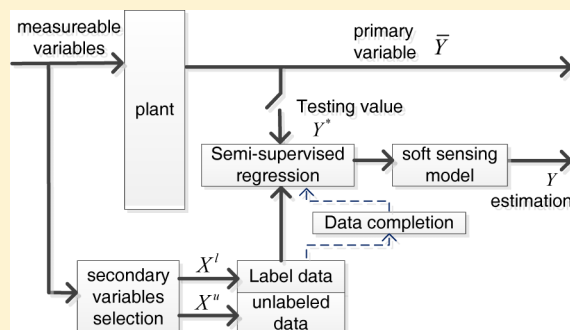 measureable
variables
plant
primary
variable
Y̅
Testing value
Y*
Semi-supervised
regression
soft sensing
model
Y
estimation
Data completion
secondary
variables
selection
X^l
X^u
Label data
unlabeled
data